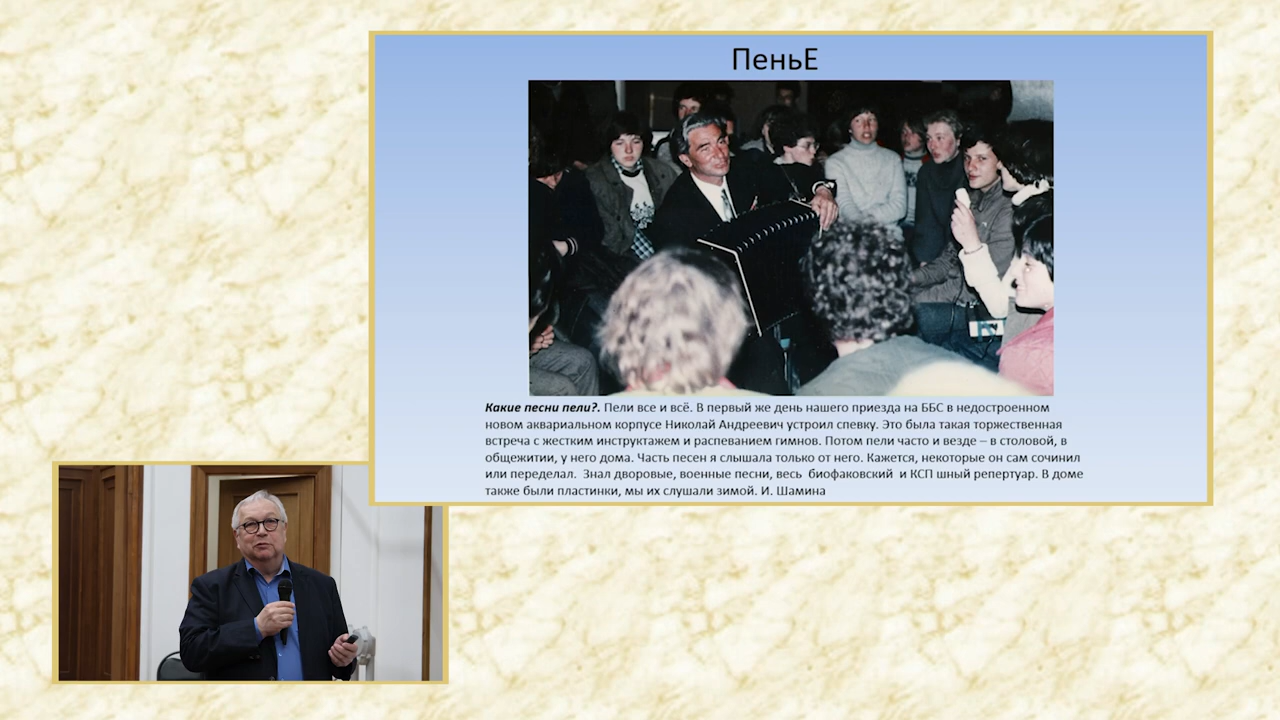 ПеньЕ
Какие песни пели?. Пели все и всё. В первый же день нашего приезда на ББС в недостроенном
новом аквариальном корпусе Николай Андреевич устроил спевку. Это была такая торжественная
встреча с жестким инструктажем и распеванием гимнов. Потом пели часто и везде – в столовой, в
общежитии, у него дома. Часть песен я слышала только от него. Кажется, некоторые он сам сочинил
или переделал. Знал дворовые, военные песни, весь биофаковский и КСП шный репертуар. В доме
также были пластинки, мы их слушали зимой. И. Шамина